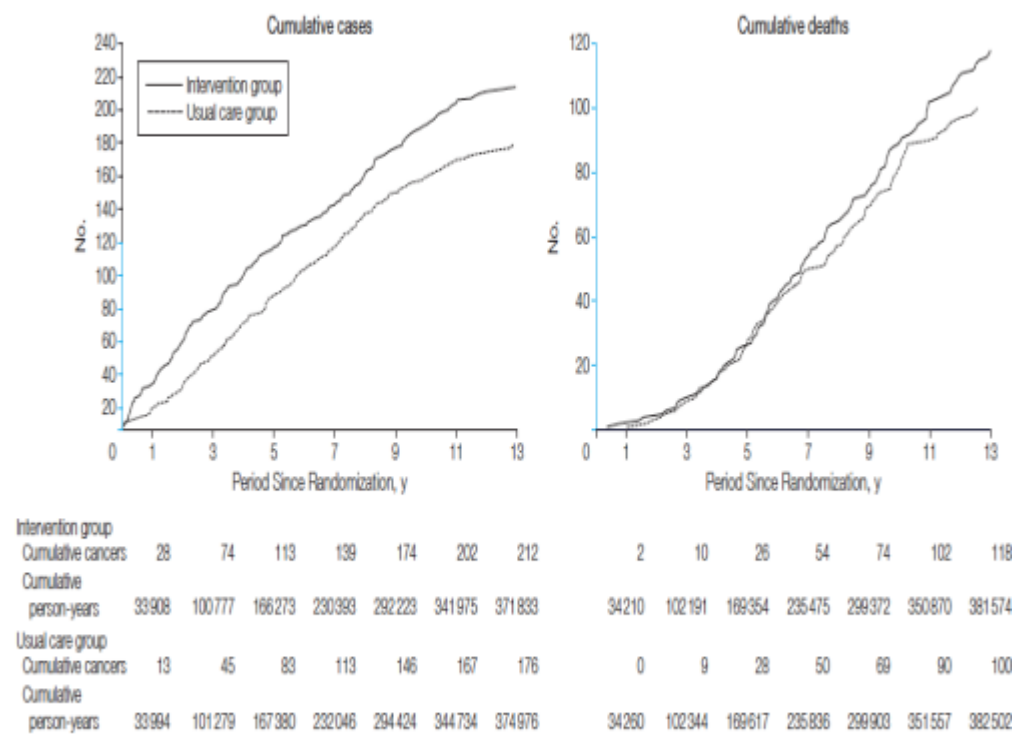 Cumulative cases
240
220
200
180
160
140
120
100
80
60
40
20
No.
Intervention group
Usual care group
0 1 3 5 7 9 11 13
Period Since Randomization, y
Cumulative deaths
120
100
80
60
40
20
No.
0 1 3 5 7 9 11 13
Period Since Randomization, y
Intervention group
Cumulative cancers 28 74 113 139 174 202 212 2 10 26 54 74 102 118
Cumulative
person-years 33908 100777 166273 230393 292223 341975 371833 34210 102191 169354 235475 299372 350870 381574
Usual care group
Cumulative cancers 13 45 83 113 146 167 176 0 9 28 50 69 90 100
Cumulative
person-years 33994 101279 167380 232046 294424 344734 374976 34260 102344 169617 235836 299903 351557 382502